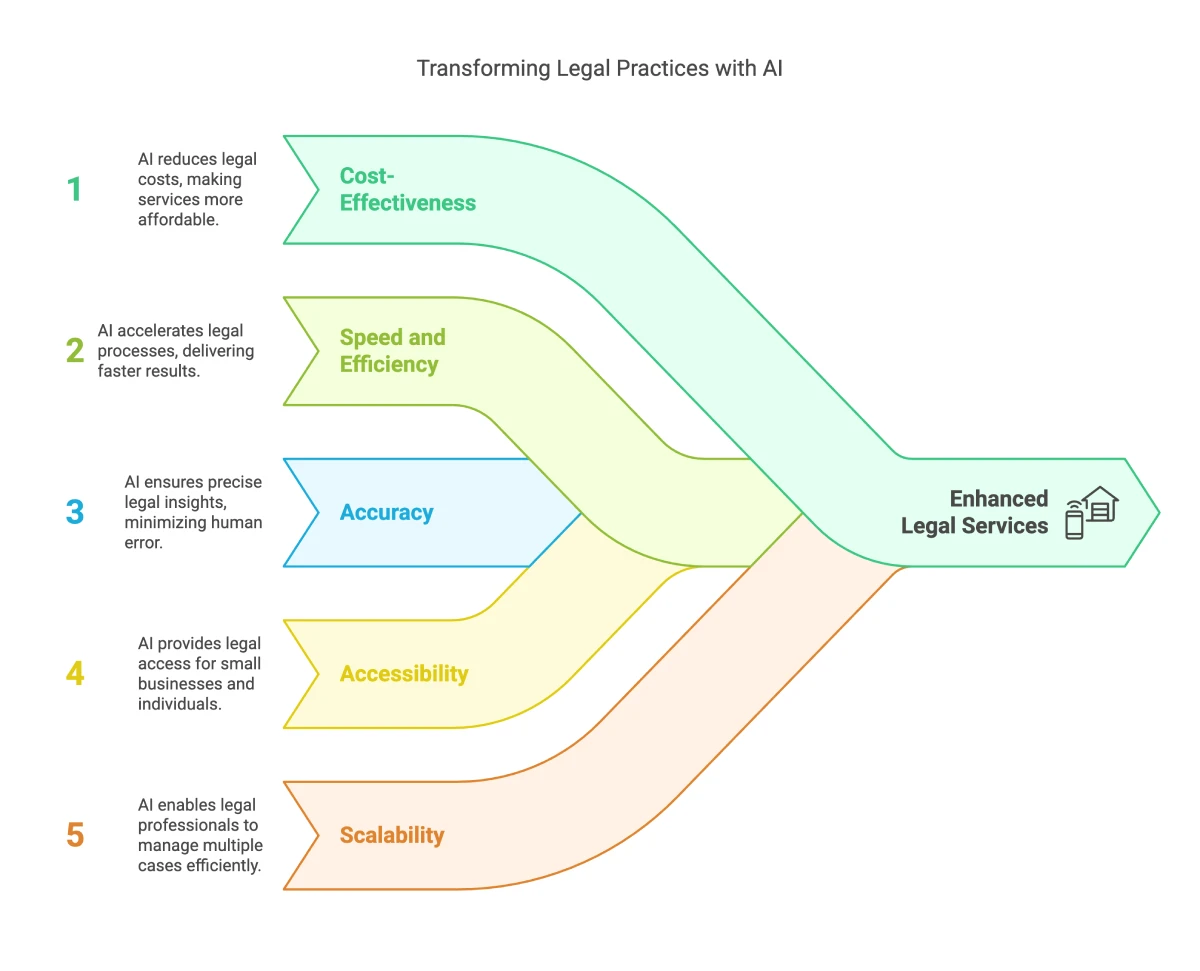 Transforming Legal Practices with AI
1
AI reduces legal
costs, making
services more
affordable.
Cost-
Effectiveness
2
AI accelerates legal
processes, delivering
faster results.
Speed and
Efficiency
3
AI ensures precise
legal insights,
minimizing human
error.
Accuracy
Enhanced
Legal Services
4
AI provides legal
access for small
businesses and
individuals.
Accessibility
5
AI enables legal
professionals to
manage multiple
cases efficiently.
Scalability